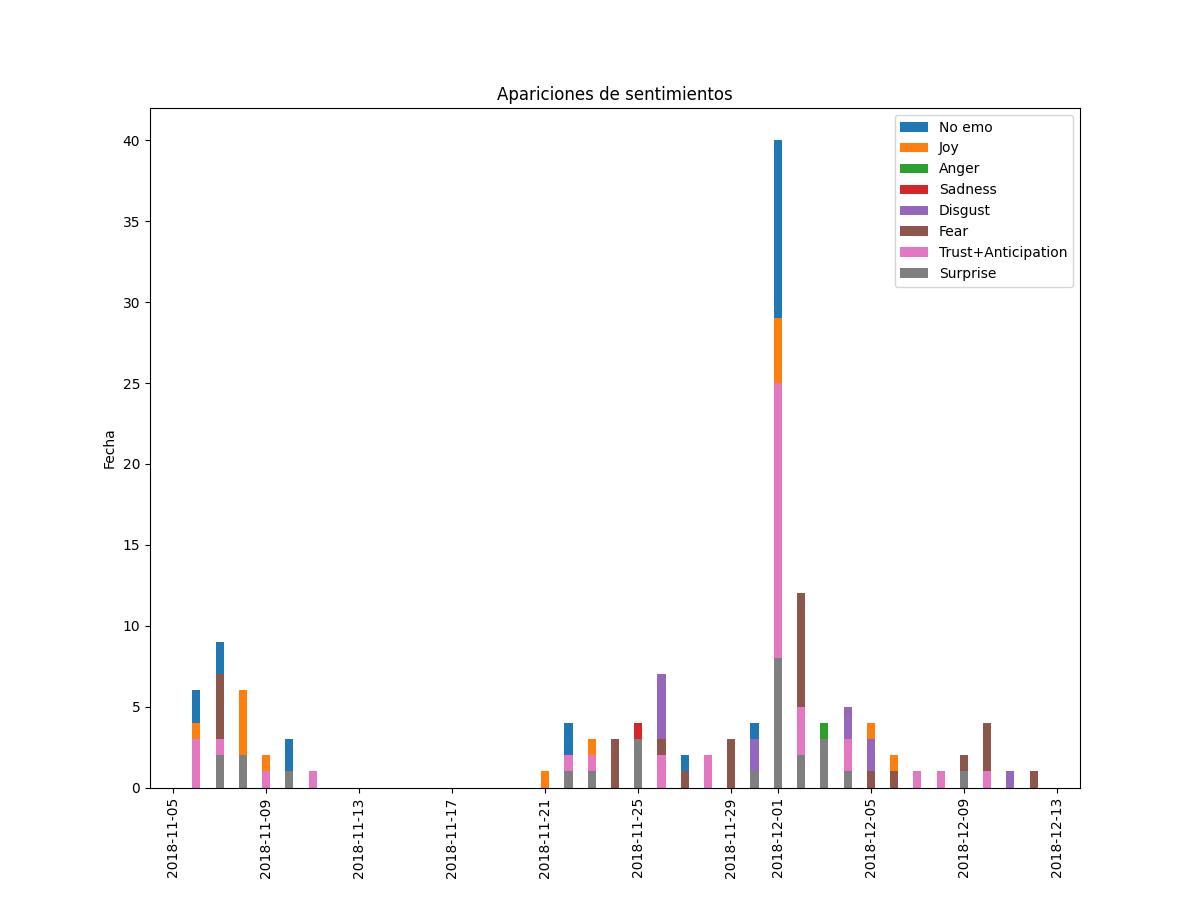 Apariciones de sentimientos
No emo
Joy
Anger
Sadness
Disgust
Fear
Trust+Anticipation
Surprise
Fecha
40
35
30
25
20
15
10
5
0
2018-11-05
2018-11-09
2018-11-13
2018-11-17
2018-11-21
2018-11-25
2018-11-29
2018-12-01
2018-12-05
2018-12-09
2018-12-13